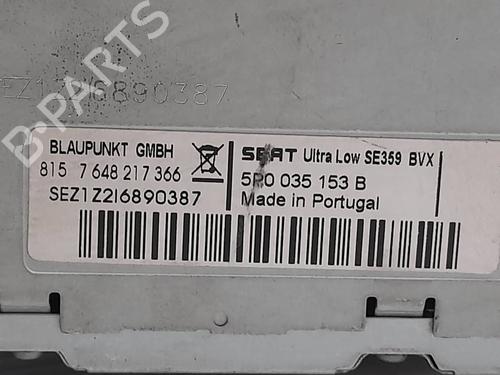 EZ1Z2I6890387
B-PARTS
BLAUPUNKT GMBH
815 7 648 217 366
SEZ1Z2I6890387
SEAT Ultra Low SE359 BVX
5P0 035 153 B
Made in Portugal